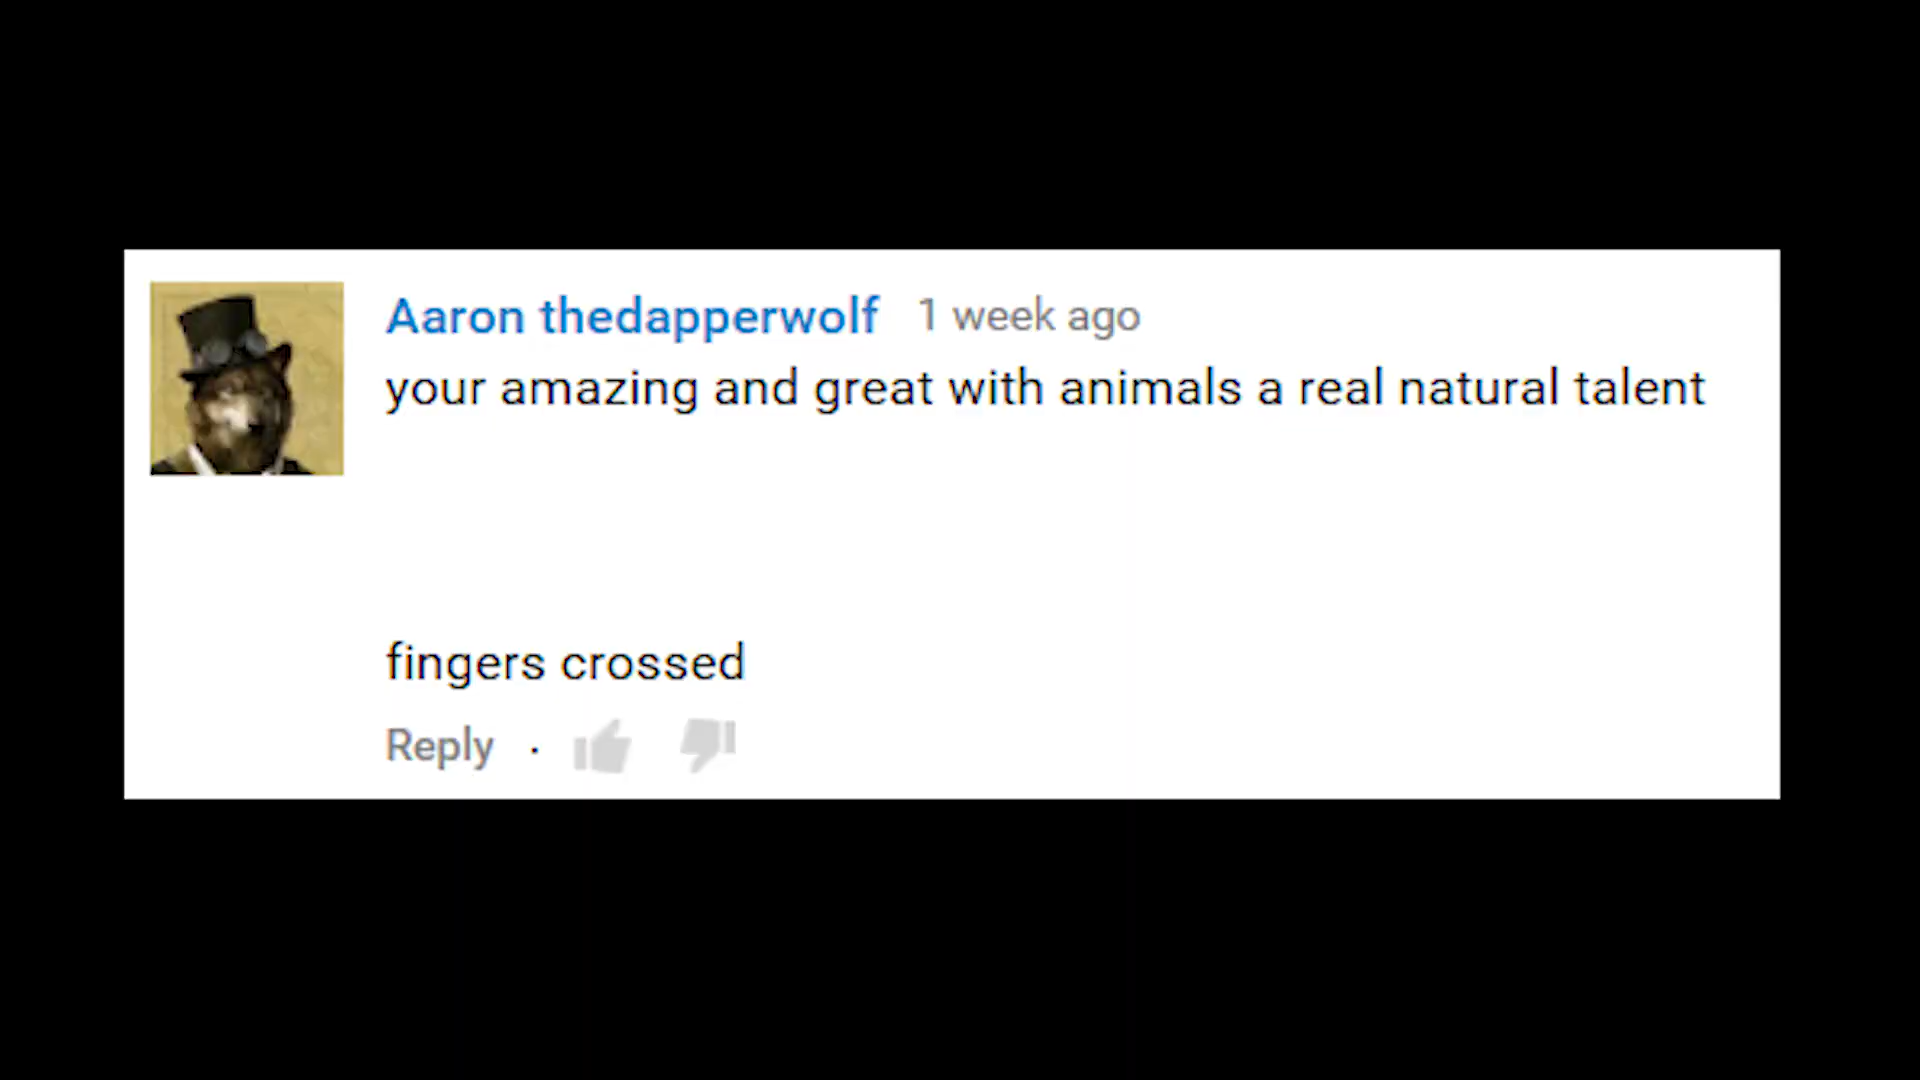 Aaron thedapperwolf 1 week ago
your amazing and great with animals a real natural talent
fingers crossed
Reply ·